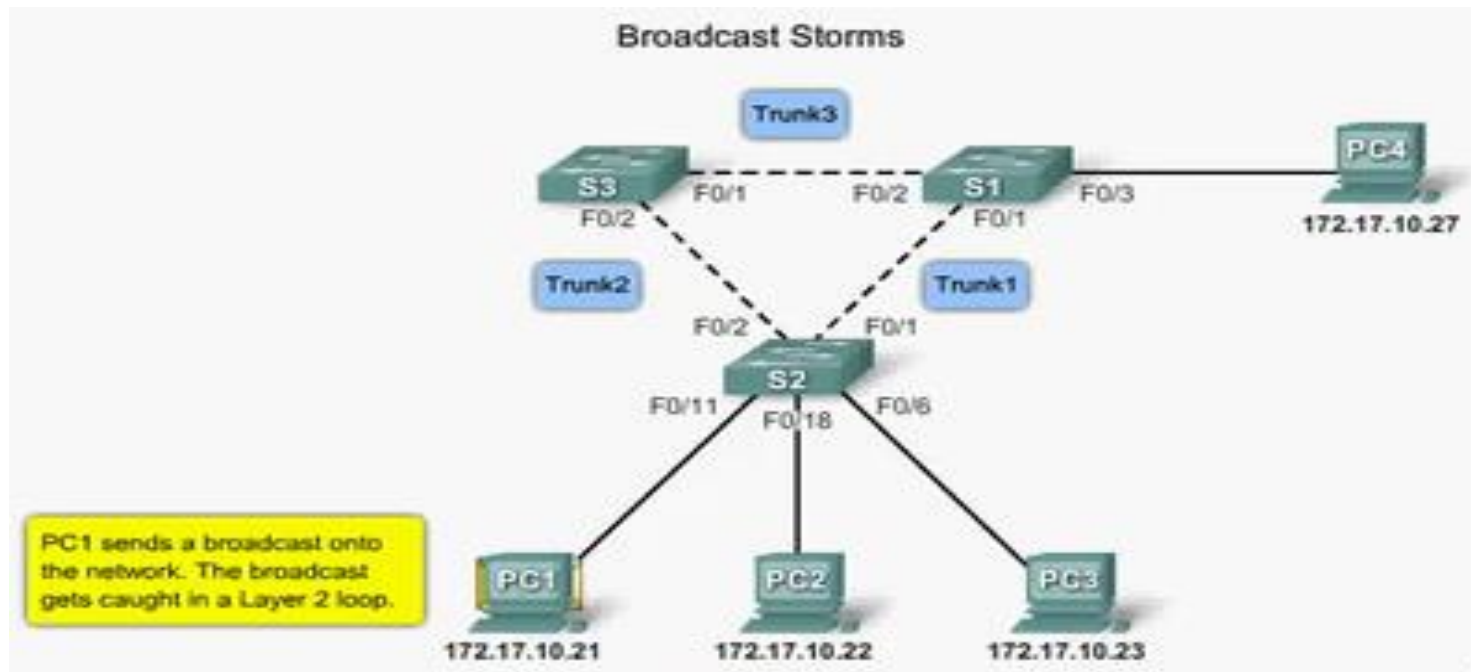 Broadcast Storms
Trunk3
PC4
S3
S1
F0/1
F0/2
F0/3
F0/2
F0/1
172.17.10.27
Trunk2
Trunk1
F0/2
F0/1
S2
F0/11
F0/18
F0/6
PC1 sends a broadcast onto
the network. The broadcast
gets caught in a Layer 2 loop.
PC1
PC2
PC3
172.17.10.21
172.17.10.22
172.17.10.23